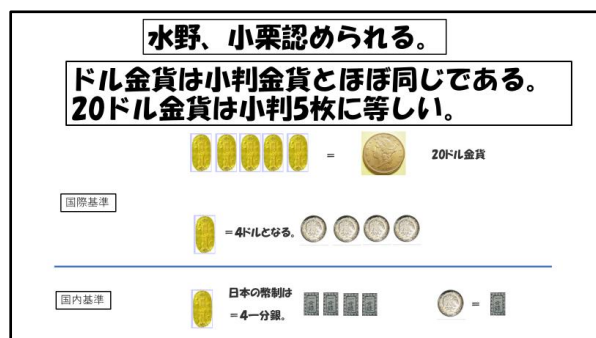 水野、小栗認められる。
ドル金貨は小判金貨とほぼ同じである。
20ドル金貨は小判5枚に等しい。
= 20ドル金貨
国際基準
=4ドルとなる。
国内基準
日本の幣制は
=4一分銀。
=